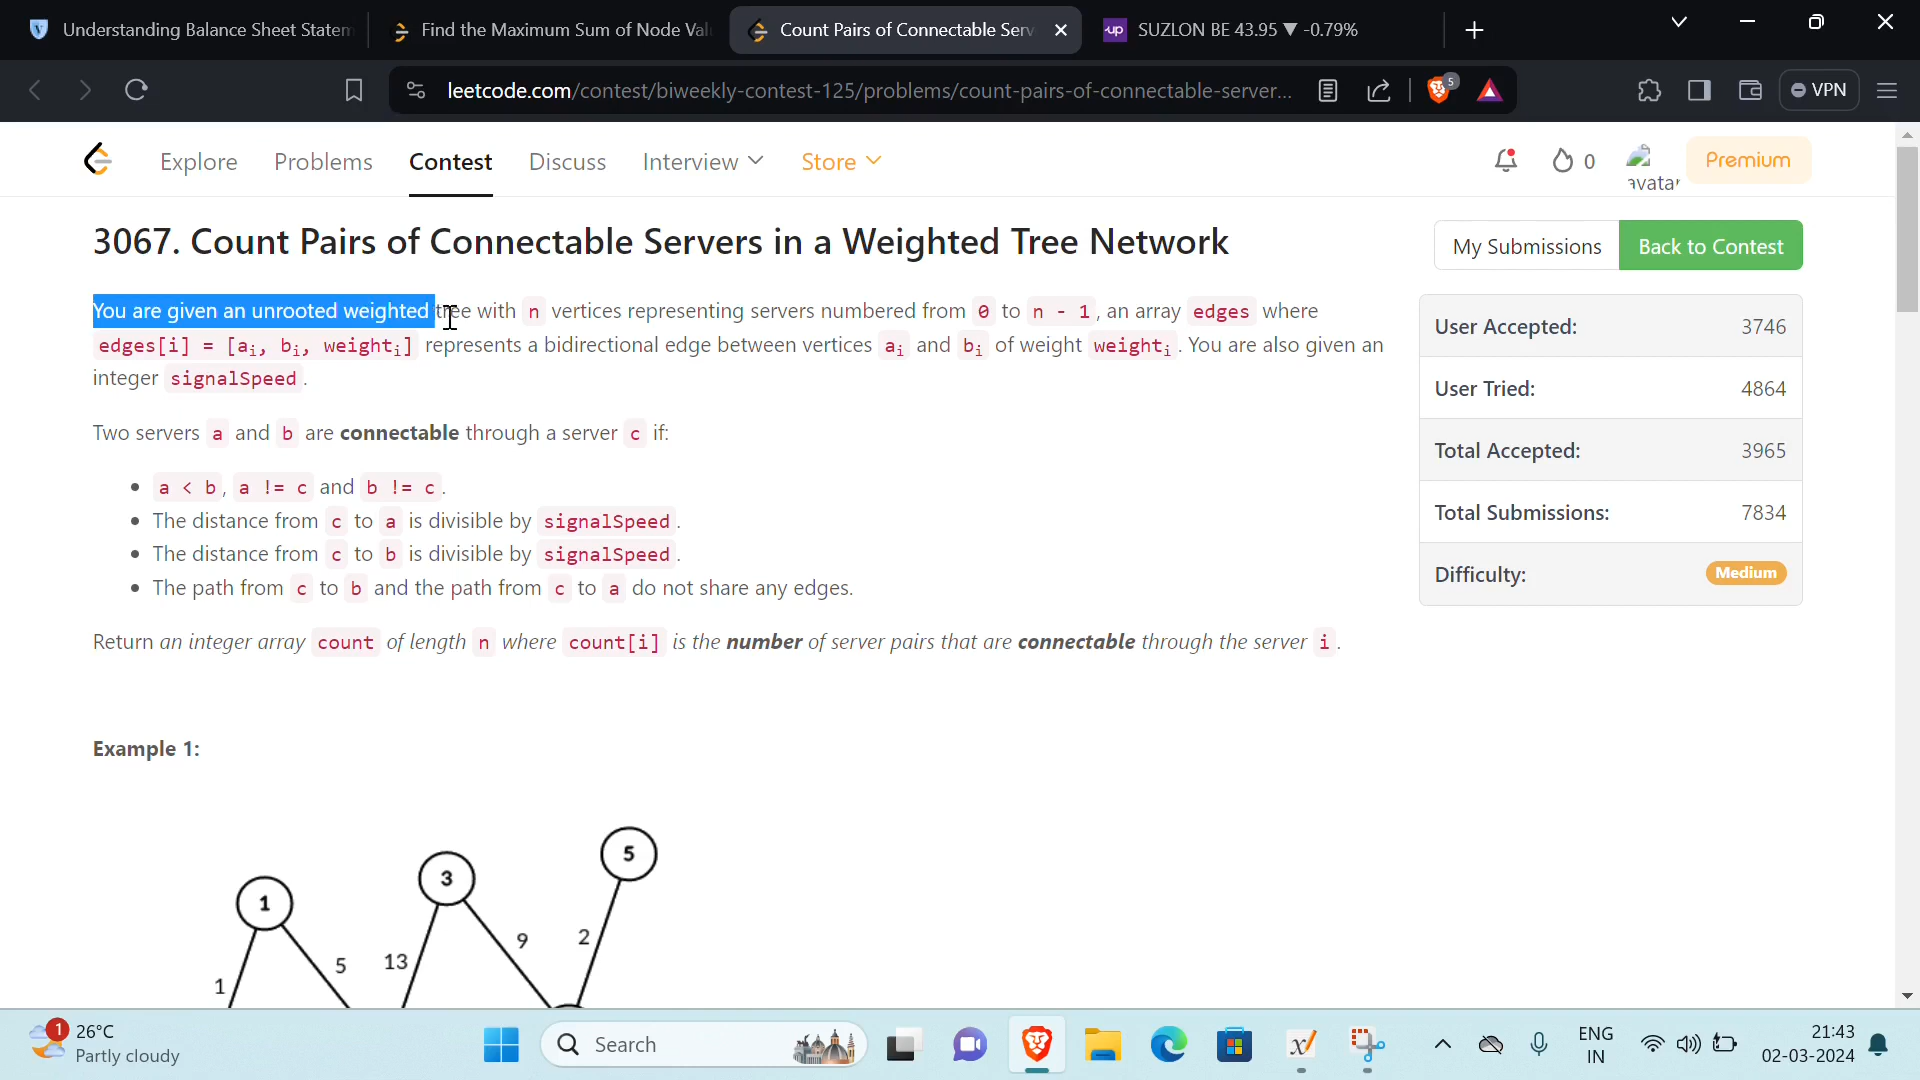 Understanding Balance Sheet Statem
Find the Maximum Sum of Node Val
Count Pairs of Connectable Serv
up SUZLON BE 43.95 ▼ -0.79%
leetcode.com/contest/biweekly-contest-125/problems/count-pairs-of-connectable-server...
5
VPN
Explore
Problems
Contest
Discuss
Interview
Store
0
avatar
Premium
3067. Count Pairs of Connectable Servers in a Weighted Tree Network
My Submissions
Back to Contest
You are given an unrooted weighted tree with n vertices representing servers numbered from 0 to n - 1, an array edges where
edges[i] = [aᵢ, bᵢ, weightᵢ] represents a bidirectional edge between vertices aᵢ and bᵢ of weight weightᵢ. You are also given an
integer signalSpeed.
Two servers a and b are connectable through a server c if:
a < b, a != c and b != c.
The distance from c to a is divisible by signalSpeed.
The distance from c to b is divisible by signalSpeed.
The path from c to b and the path from c to a do not share any edges.
Return an integer array count of length n where count[i] is the number of server pairs that are connectable through the server i.
User Accepted: 3746
User Tried: 4864
Total Accepted: 3965
Total Submissions: 7834
Difficulty: Medium
Example 1:
5
3
1
9
2
13
5
1
1
26°C
Partly cloudy
Search
ENG
IN
21:43
02-03-2024